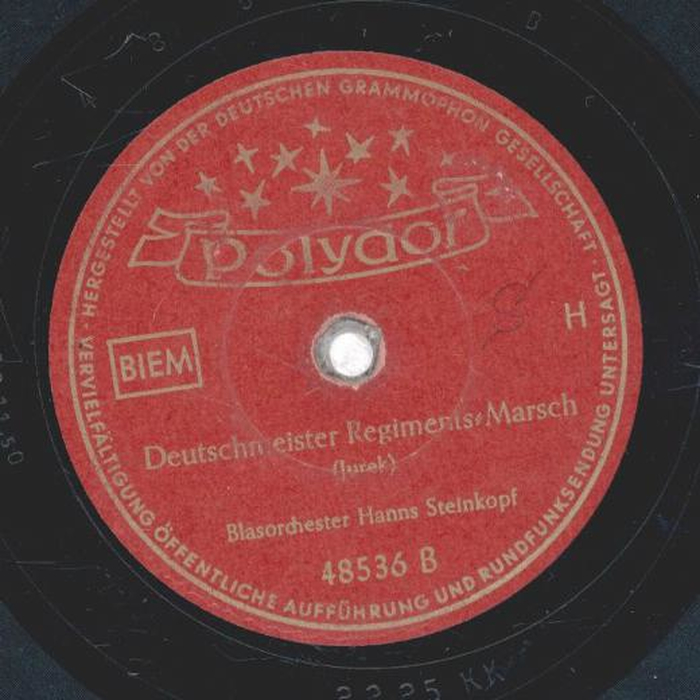 HERGESTELLT VON DER DEUTSCHEN GRAMMOPHON GESELLSCHAFT · VERVIELFÄLTIGUNG ÖFFENTLICHE AUFFÜHRUNG UND RUNDFUNKSENDUNG UNTERSAGT ·
Polydor
H
BIEM
Deutschmeister Regiments-Marsch
(Jurek)
Blasorchester Hanns Steinkopf
48536 B